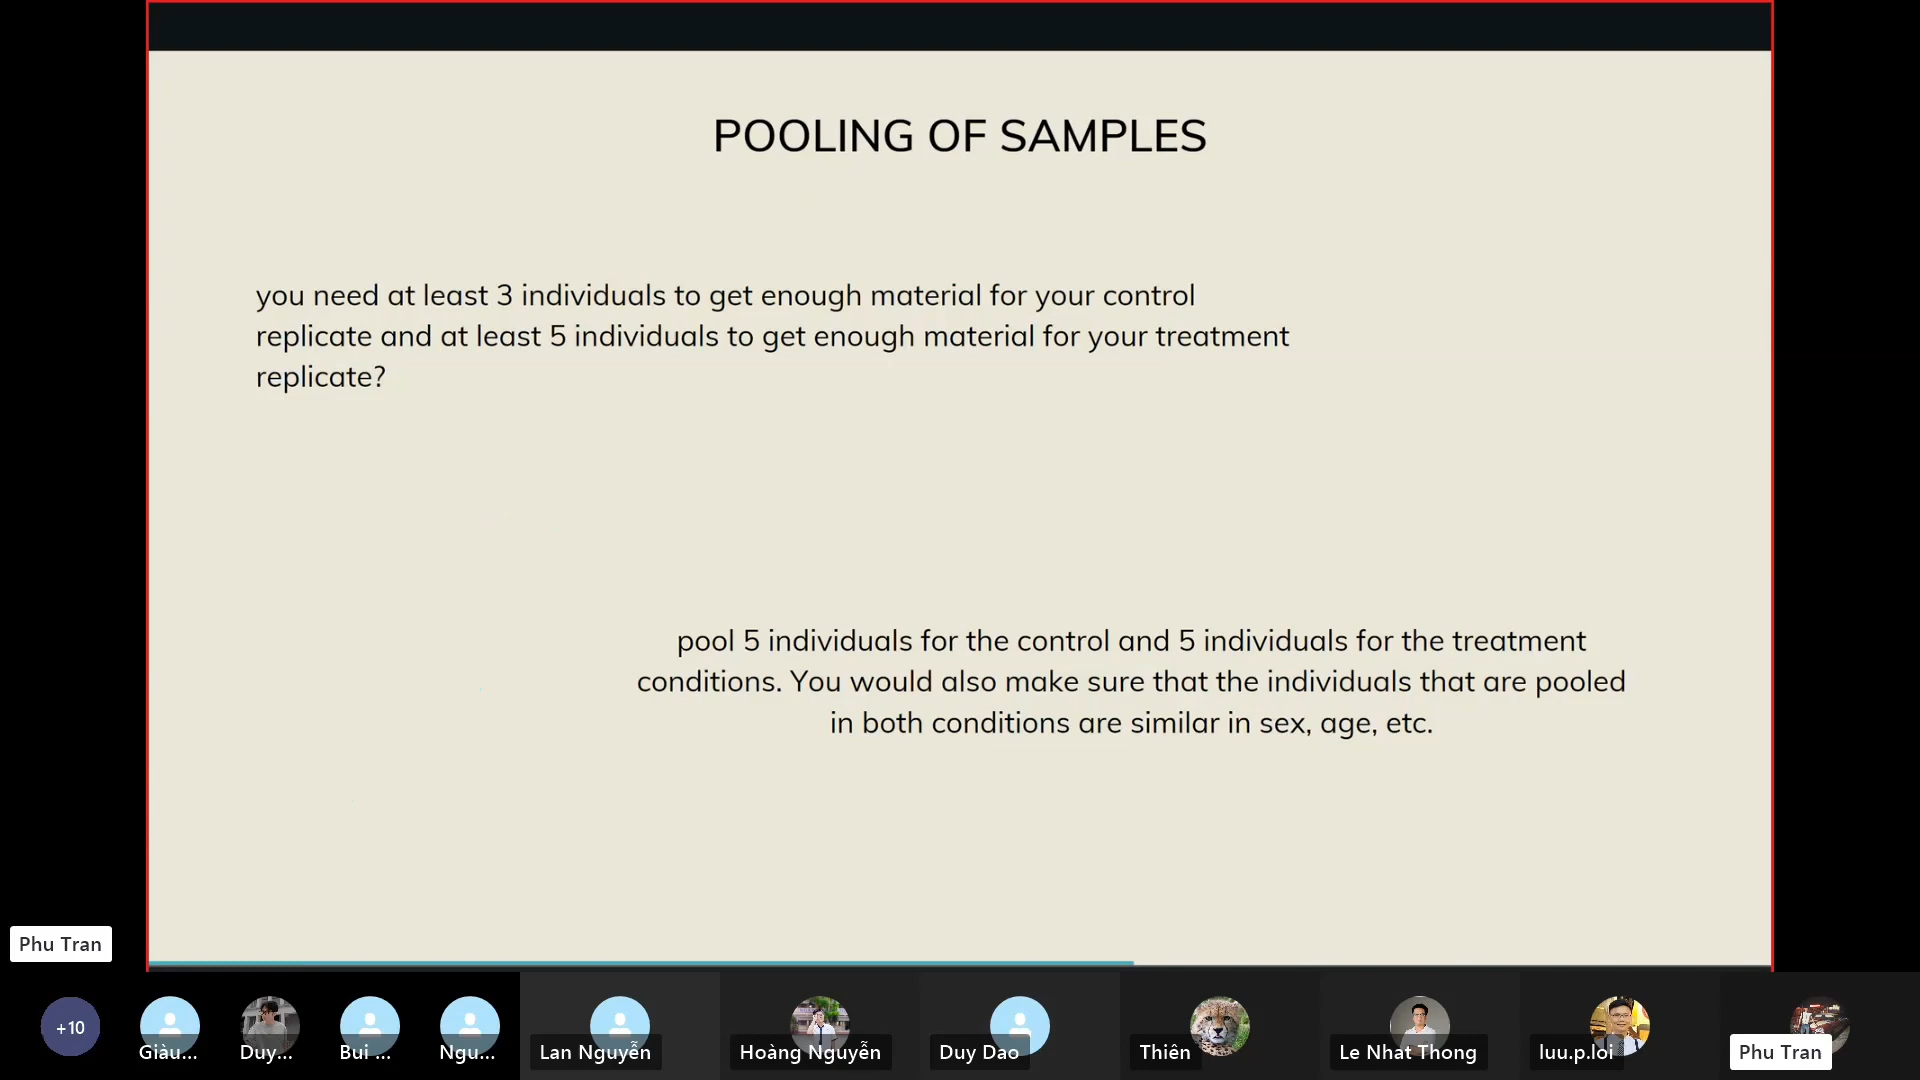 POOLING OF SAMPLES
you need at least 3 individuals to get enough material for your control
replicate and at least 5 individuals to get enough material for your treatment
replicate?
pool 5 individuals for the control and 5 individuals for the treatment
conditions. You would also make sure that the individuals that are pooled
in both conditions are similar in sex, age, etc.
Phu Tran
+10
Giàu...
Duy...
Bui ...
Ngu...
Lan Nguyễn
Hoàng Nguyễn
Duy Dao
Thiên
Le Nhat Thong
luu.p.loi
Phu Tran